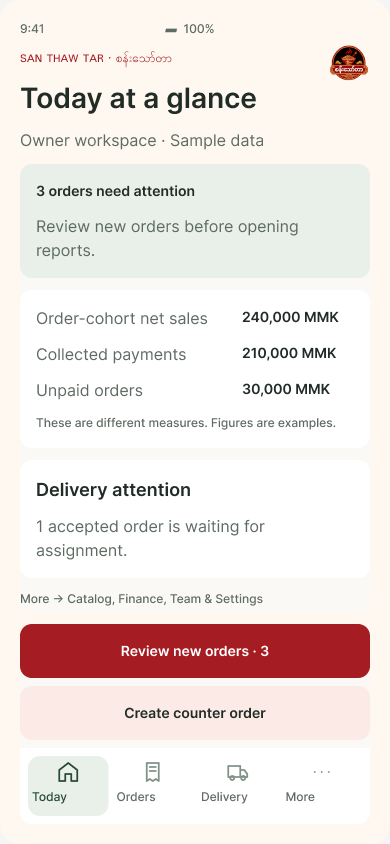 9:41
100%
SAN THAW TAR · စန်းသော်တာ
စန်းသော်တာ
Today at a glance
Owner workspace · Sample data
3 orders need attention
Review new orders before opening
reports.
Order-cohort net sales 240,000 MMK
Collected payments 210,000 MMK
Unpaid orders 30,000 MMK
These are different measures. Figures are examples.
Delivery attention
1 accepted order is waiting for
assignment.
More → Catalog, Finance, Team & Settings
Review new orders · 3
Create counter order
Today
Orders
Delivery
More